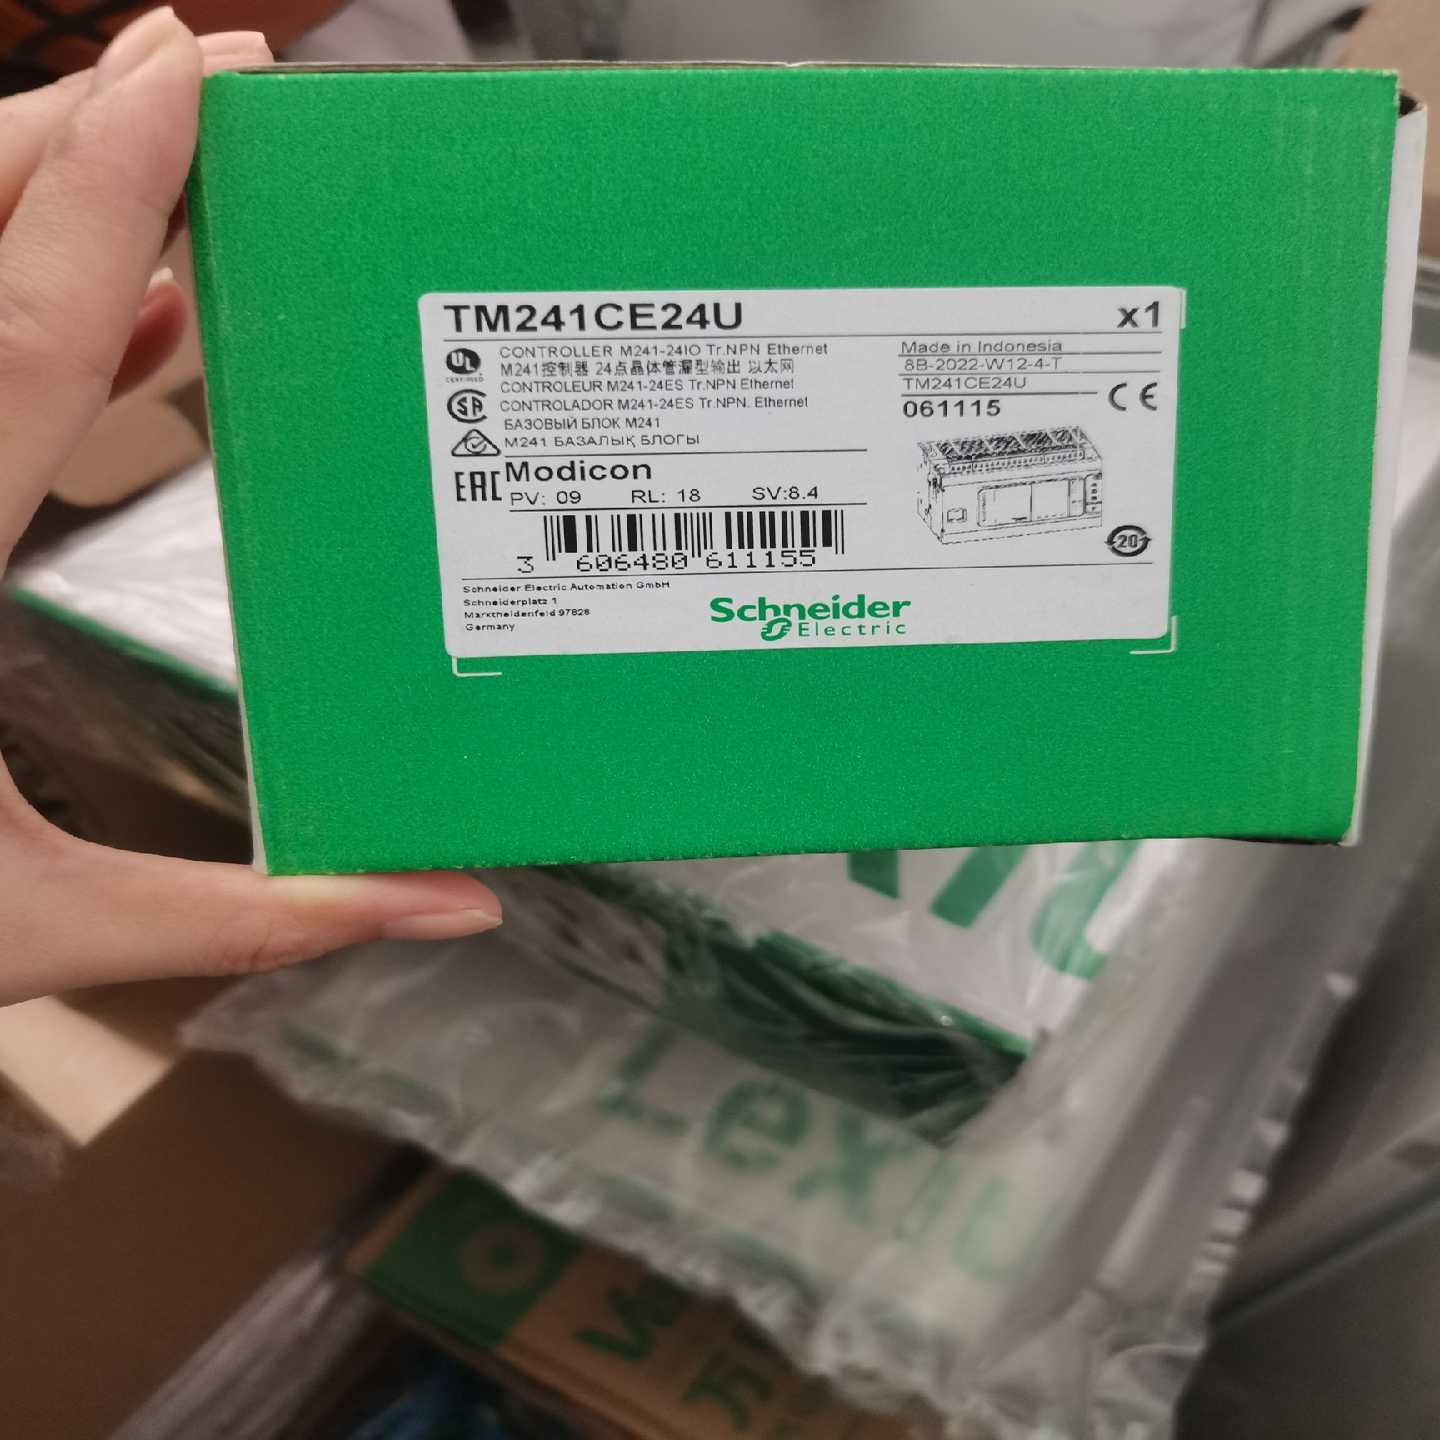 TM241CE24U
x1
UL
CERTIFIED
CONTROLLER M241-24IO Tr.NPN Ethernet
M241控制器 24点晶体管漏型输出 以太网
CONTROLEUR M241-24ES Tr.NPN Ethernet
CONTROLADOR M241-24ES Tr.NPN. Ethernet
БАЗОВЫЙ БЛОК M241
M241 БАЗАЛЫҚ БЛОГЫ
Made in Indonesia
8B-2022-W12-4-T
TM241CE24U
061115
CE
SA
EAC
Modicon
PV: 09 RL: 18 SV:8.4
3 606480 611155
20
Schneider Electric Automation GmbH
Schneiderplatz 1
Marktheidenfeld 97828
Germany
Schneider
Electric
Lexiu